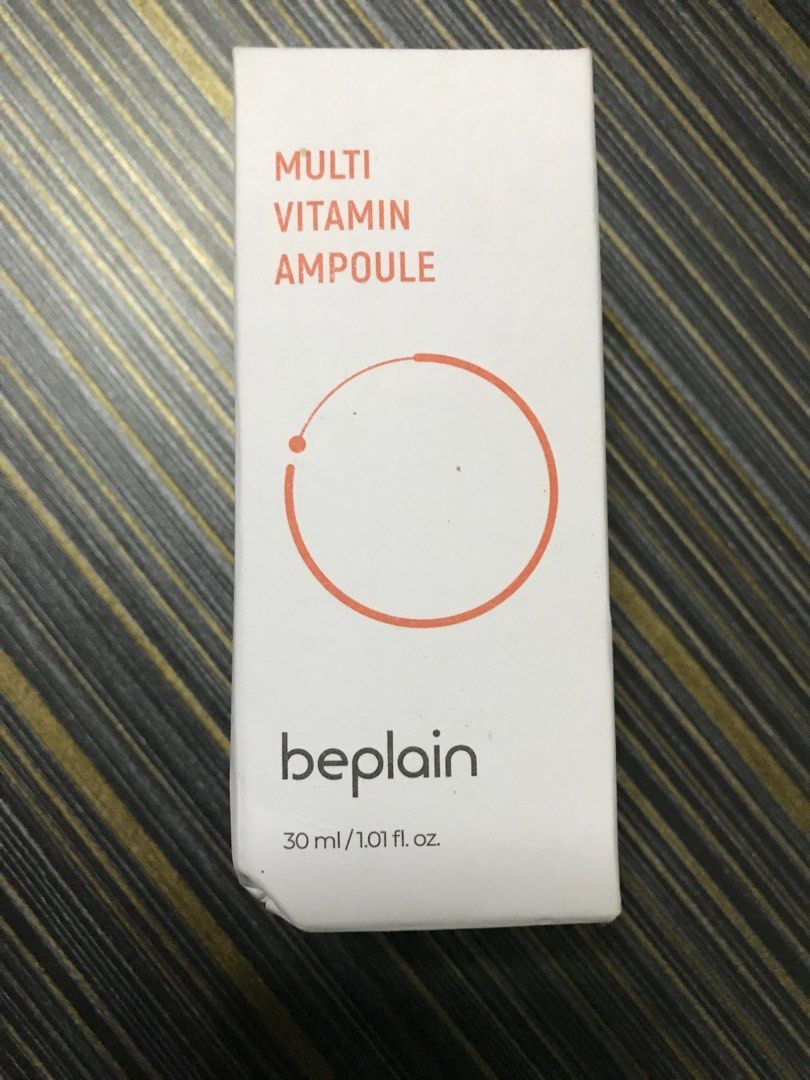 MULTI
VITAMIN
AMPOULE
beplain
30 ml / 1.01 fl. oz.